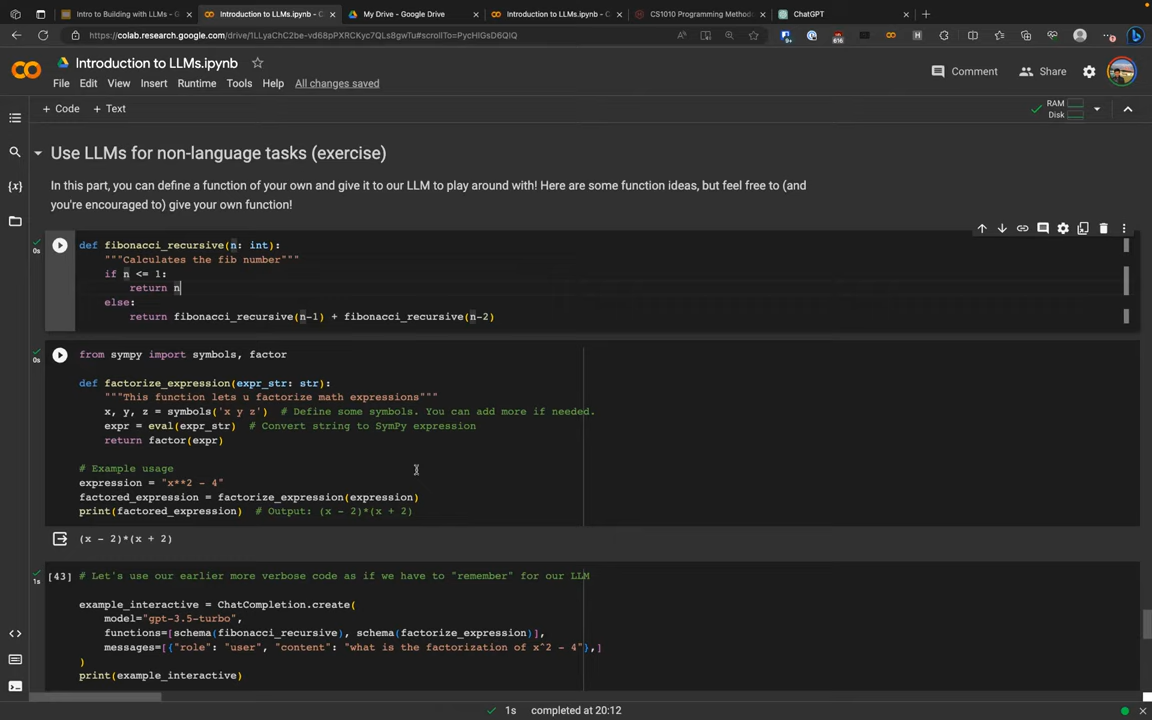 Intro to Building with LLMs - C
Introduction to LLMs.ipynb - C
My Drive - Google Drive
Introduction to LLMs.ipynb - C
CS1010 Programming Method
ChatGPT
https://colab.research.google.com/drive/1LLyaChC2be-vd68pPXRCKyc7QLs8gwTu#scrollTo=PycHIGsD6QIQ
Introduction to LLMs.ipynb
File Edit View Insert Runtime Tools Help All changes saved
Comment
Share
+ Code + Text
RAM
Disk
Use LLMs for non-language tasks (exercise)
In this part, you can define a function of your own and give it to our LLM to play around with! Here are some function ideas, but feel free to (and
you're encouraged to) give your own function!
0s
def fibonacci_recursive(n: int):
"""Calculates the fib number"""
if n <= 1:
return n
else:
return fibonacci_recursive(n-1) + fibonacci_recursive(n-2)
0s
from sympy import symbols, factor
def factorize_expression(expr_str: str):
"""This function lets u factorize math expressions"""
x, y, z = symbols('x y z') # Define some symbols. You can add more if needed.
expr = eval(expr_str) # Convert string to SymPy expression
return factor(expr)
# Example usage
expression = "x**2 - 4"
factored_expression = factorize_expression(expression)
print(factored_expression) # Output: (x - 2)*(x + 2)
(x - 2)*(x + 2)
1s
[43] # Let's use our earlier more verbose code as if we have to "remember" for our LLM
example_interactive = ChatCompletion.create(
model="gpt-3.5-turbo",
functions=[schema(fibonacci_recursive), schema(factorize_expression)],
messages=[{"role": "user", "content": "what is the factorization of x^2 - 4"},]
)
print(example_interactive)
1s completed at 20:12